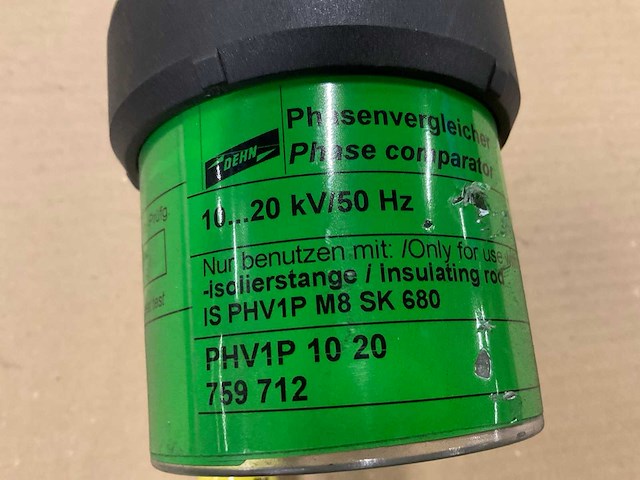 DEHN
Phasenvergleicher
Phase comparator
10...20 kV/50 Hz
Nur benutzen mit: /Only for use
-Isolierstange / Insulating rod
IS PHV1P M8 SK 680
PHV1P 10 20
759 712
test